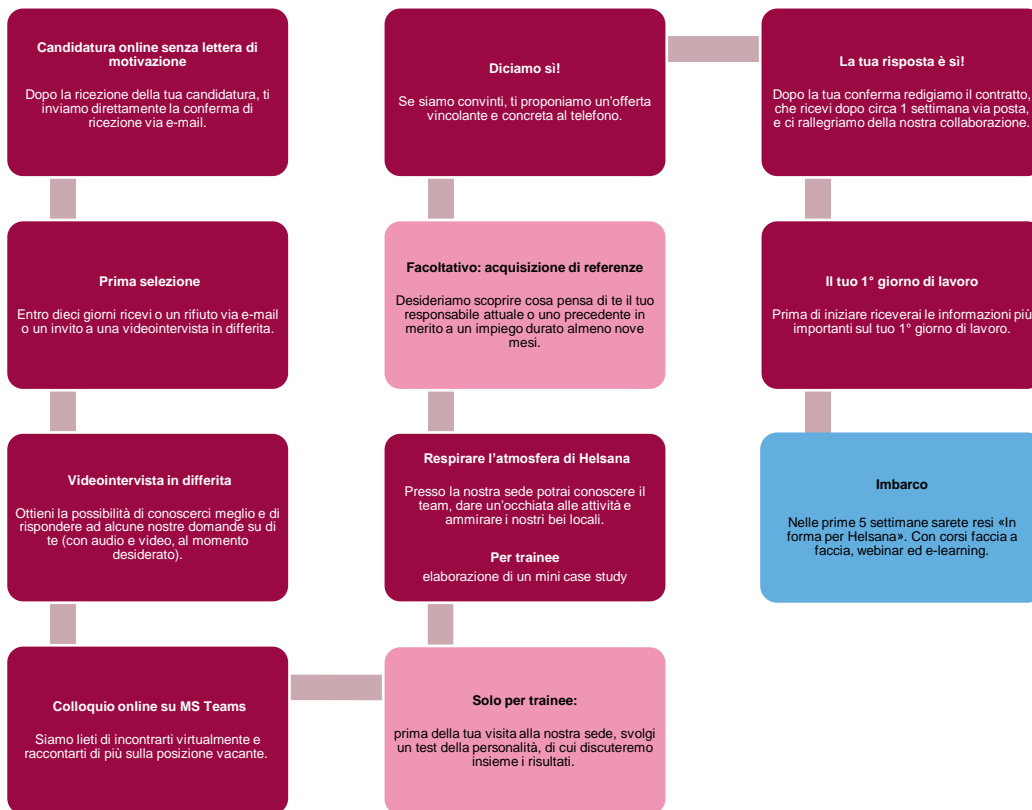 Candidatura online senza lettera di
motivazione
Dopo la ricezione della tua candidatura, ti
inviamo direttamente la conferma di
ricezione via e-mail.
Prima selezione
Entro dieci giorni ricevi o un rifiuto via e-mail
o un invito a una videointervista in differita.
Videointervista in differita
Ottieni la possibilità di conoscerci meglio e di
rispondere ad alcune nostre domande su di
te (con audio e video, al momento
desiderato).
Colloquio online su MS Teams
Siamo lieti di incontrarti virtualmente e
raccontarti di più sulla posizione vacante.
Solo per trainee:
prima della tua visita alla nostra sede, svolgi
un test della personalità, di cui discuteremo
insieme i risultati.
Respirare l’atmosfera di Helsana
Presso la nostra sede potrai conoscere il
team, dare un’occhiata alle attività e
ammirare i nostri bei locali.
Per trainee
elaborazione di un mini case study
Facoltativo: acquisizione di referenze
Desideriamo scoprire cosa pensa di te il tuo
responsabile attuale o uno precedente in
merito a un impiego durato almeno nove
mesi.
Diciamo sì!
Se siamo convinti, ti proponiamo un’offerta
vincolante e concreta al telefono.
La tua risposta è sì!
Dopo la tua conferma redigiamo il contratto,
che ricevi dopo circa 1 settimana via posta,
e ci rallegriamo della nostra collaborazione.
Il tuo 1° giorno di lavoro
Prima di iniziare riceverai le informazioni più
importanti sul tuo 1° giorno di lavoro.
Imbarco
Nelle prime 5 settimane sarete resi «In
forma per Helsana». Con corsi faccia a
faccia, webinar ed e-learning.